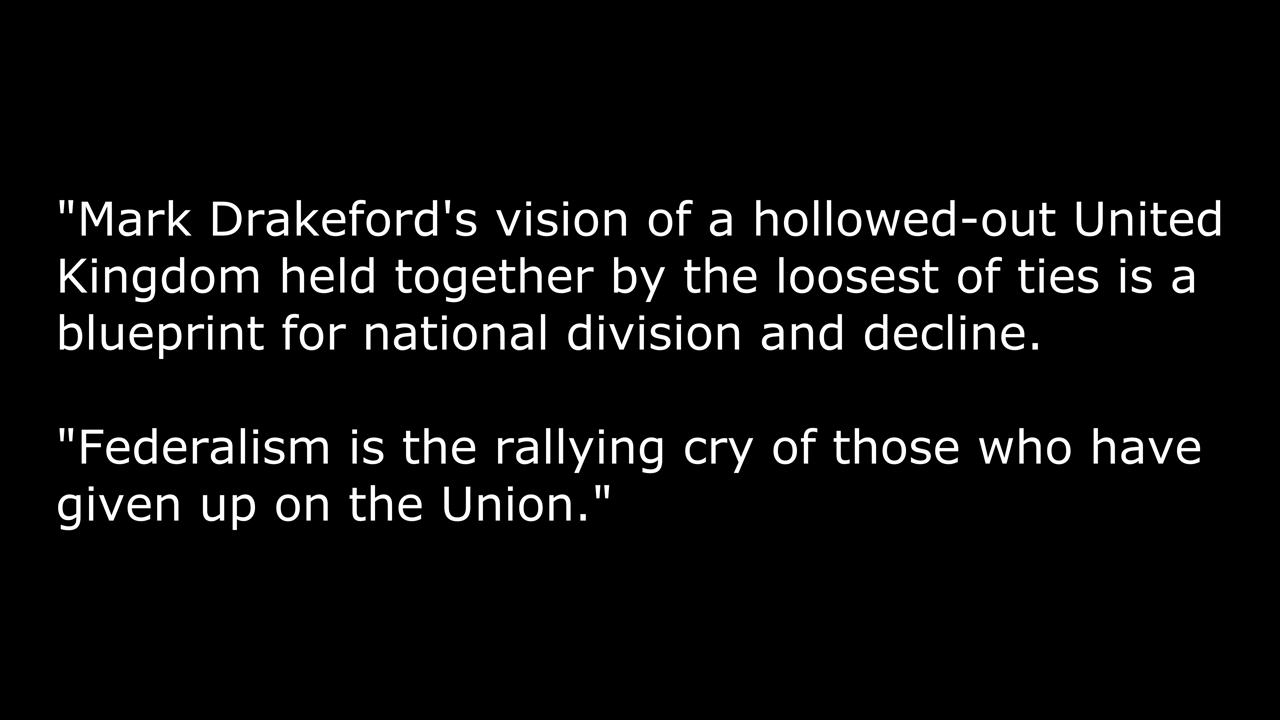 "Mark Drakeford's vision of a hollowed-out United
Kingdom held together by the loosest of ties is a
blueprint for national division and decline.
"Federalism is the rallying cry of those who have
given up on the Union."